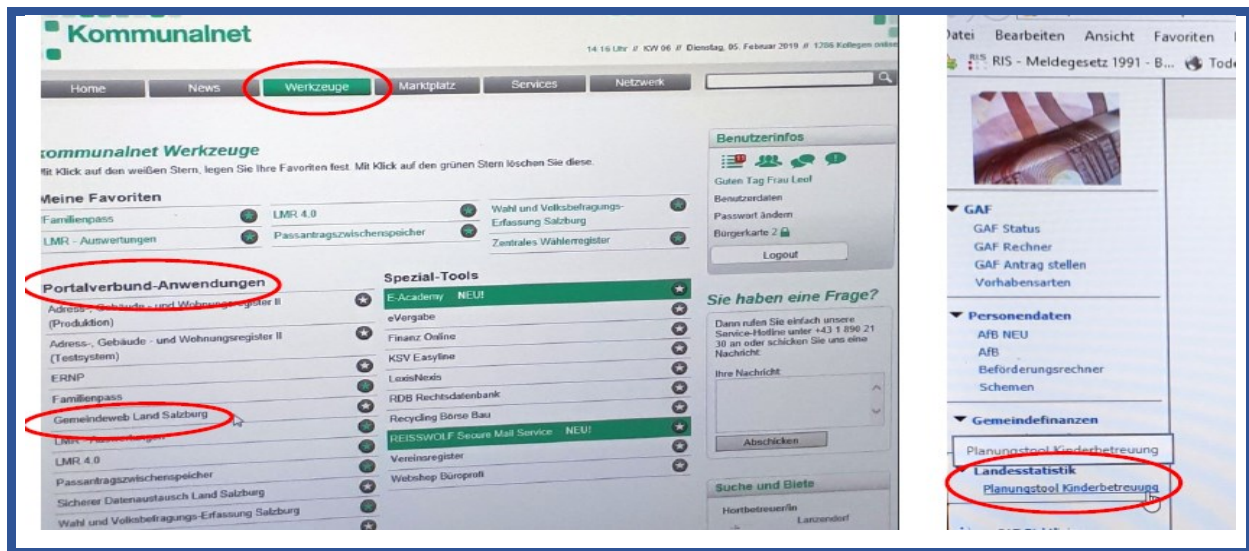 Kommunalnet
14:16 Uhr // KW 06 // Dienstag, 05. Februar 2019 // 1286 Kollegen online
Home News Werkzeuge Marktplatz Services Netzwerk
kommunalnet Werkzeuge
Mit Klick auf den weißen Stern, legen Sie Ihre Favoriten fest. Mit Klick auf den grünen Stern löschen Sie diese.
Meine Favoriten
Familienpass
LMR - Auswertungen
LMR 4.0
Passantragszwischenspeicher
Wahl und Volksbefragungs-
Erfassung Salzburg
Zentrales Wählerregister
Portalverbund-Anwendungen
Adress-, Gebäude - und Wohnungsregister II
(Produktion)
Adress-, Gebäude - und Wohnungsregister II
(Testsystem)
ERNP
Familienpass
Gemeindeweb Land Salzburg
LMR - Auswertungen
LMR 4.0
Passantragszwischenspeicher
Sicherer Datenaustausch Land Salzburg
Wahl und Volksbefragungs-Erfassung Salzburg
Spezial-Tools
E-Academy NEU!
eVergabe
Finanz Online
KSV Easyline
LexisNexis
RDB Rechtsdatenbank
Recycling Börse Bau
REISSWOLF Secure Mail Service NEU!
Vereinsregister
Webshop Büroprofi
Benutzerinfos
Guten Tag Frau Leof
Benutzerdaten
Passwort ändern
Bürgerkarte 2
Logout
Sie haben eine Frage?
Dann rufen Sie einfach unsere
Service-Hotline unter +43 1 890 21
30 an oder schicken Sie uns eine
Nachricht
Ihre Nachricht
Abschicken
Suche und Biete
Hortbetreuer/in
Lanzendorf
Datei Bearbeiten Ansicht Favoriten
RIS RIS - Meldegesetz 1991 - B... Tode
GAF
GAF Status
GAF Rechner
GAF Antrag stellen
Vorhabensarten
Personendaten
AfB NEU
AfB
Beförderungsrechner
Schemen
Gemeindefinanzen
Planungstool Kinderbetreuung
Landesstatistik
Planungstool Kinderbetreuung